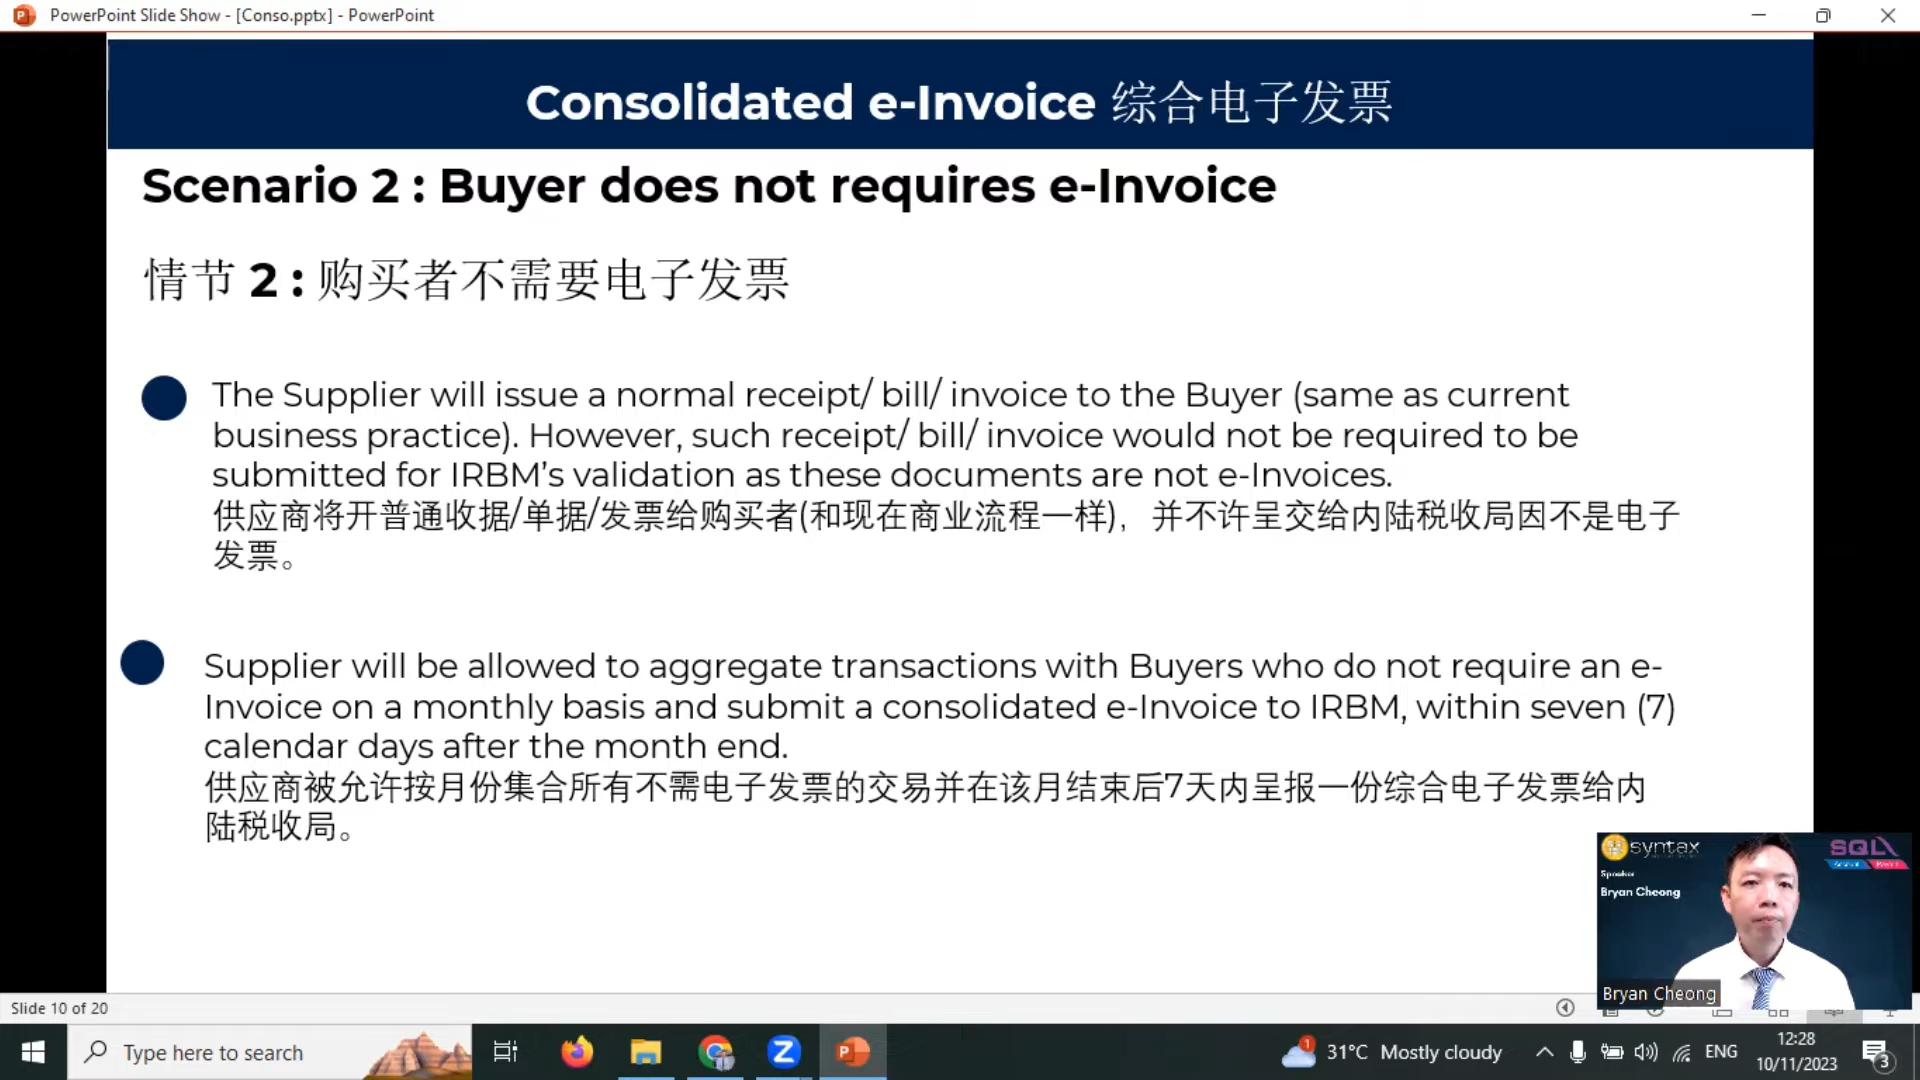 PowerPoint Slide Show - [Conso.pptx] - PowerPoint
Consolidated e-Invoice 综合电子发票
Scenario 2 : Buyer does not requires e-Invoice
情节 2 : 购买者不需要电子发票
The Supplier will issue a normal receipt/ bill/ invoice to the Buyer (same as current
business practice). However, such receipt/ bill/ invoice would not be required to be
submitted for IRBM’s validation as these documents are not e-Invoices.
供应商将开普通收据/单据/发票给购买者(和现在商业流程一样)，并不许呈交给内陆税收局因不是电子
发票。
Supplier will be allowed to aggregate transactions with Buyers who do not require an e-
Invoice on a monthly basis and submit a consolidated e-Invoice to IRBM, within seven (7)
calendar days after the month end.
供应商被允许按月份集合所有不需电子发票的交易并在该月结束后7天内呈报一份综合电子发票给内
陆税收局。
syntax
SQL
Speaker
Bryan Cheong
Bryan Cheong
Slide 10 of 20
Type here to search
1
31°C Mostly cloudy
ENG
12:28
10/11/2023
3